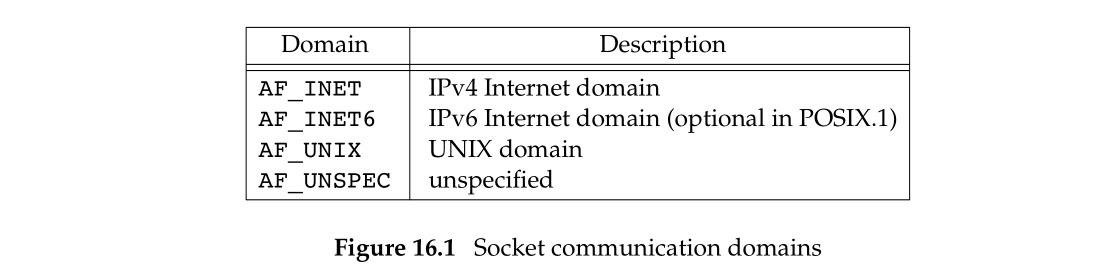 Domain Description
AF_INET IPv4 Internet domain
AF_INET6 IPv6 Internet domain (optional in POSIX.1)
AF_UNIX UNIX domain
AF_UNSPEC unspecified
Figure 16.1 Socket communication domains